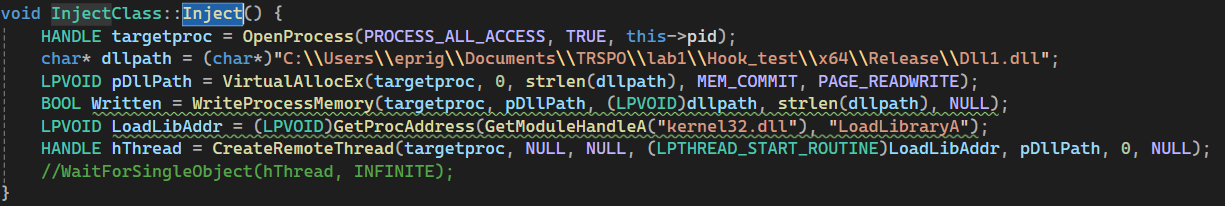 void InjectClass::Inject() {
    HANDLE targetproc = OpenProcess(PROCESS_ALL_ACCESS, TRUE, this->pid);
    char* dllpath = (char*)"C:\\Users\\eprig\\Documents\\TRSPO\\lab1\\Hook_test\\x64\\Release\\Dll1.dll";
    LPVOID pDllPath = VirtualAllocEx(targetproc, 0, strlen(dllpath), MEM_COMMIT, PAGE_READWRITE);
    BOOL Written = WriteProcessMemory(targetproc, pDllPath, (LPVOID)dllpath, strlen(dllpath), NULL);
    LPVOID LoadLibAddr = (LPVOID)GetProcAddress(GetModuleHandleA("kernel32.dll"), "LoadLibraryA");
    HANDLE hThread = CreateRemoteThread(targetproc, NULL, NULL, (LPTHREAD_START_ROUTINE)LoadLibAddr, pDllPath, 0, NULL);
    //WaitForSingleObject(hThread, INFINITE);
}